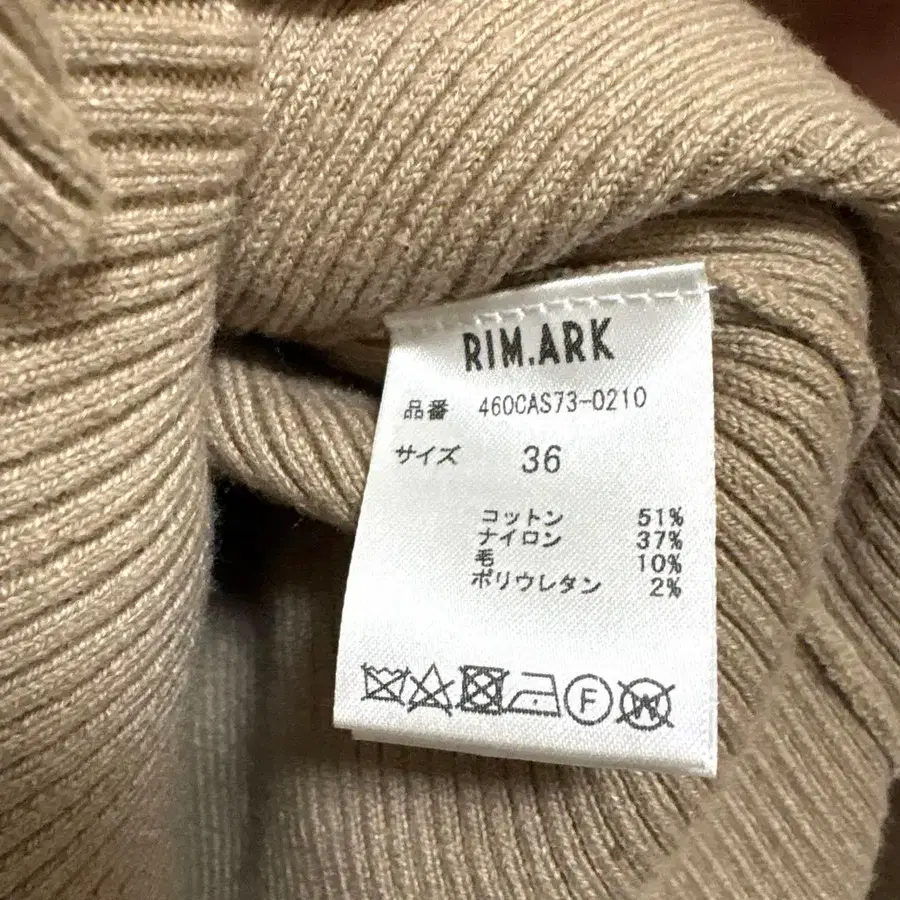 RIM.ARK
品番 460CAS73-0210
サイズ 36
コットン 51%
ナイロン 37%
毛 10%
ポリウレタン 2%
F W